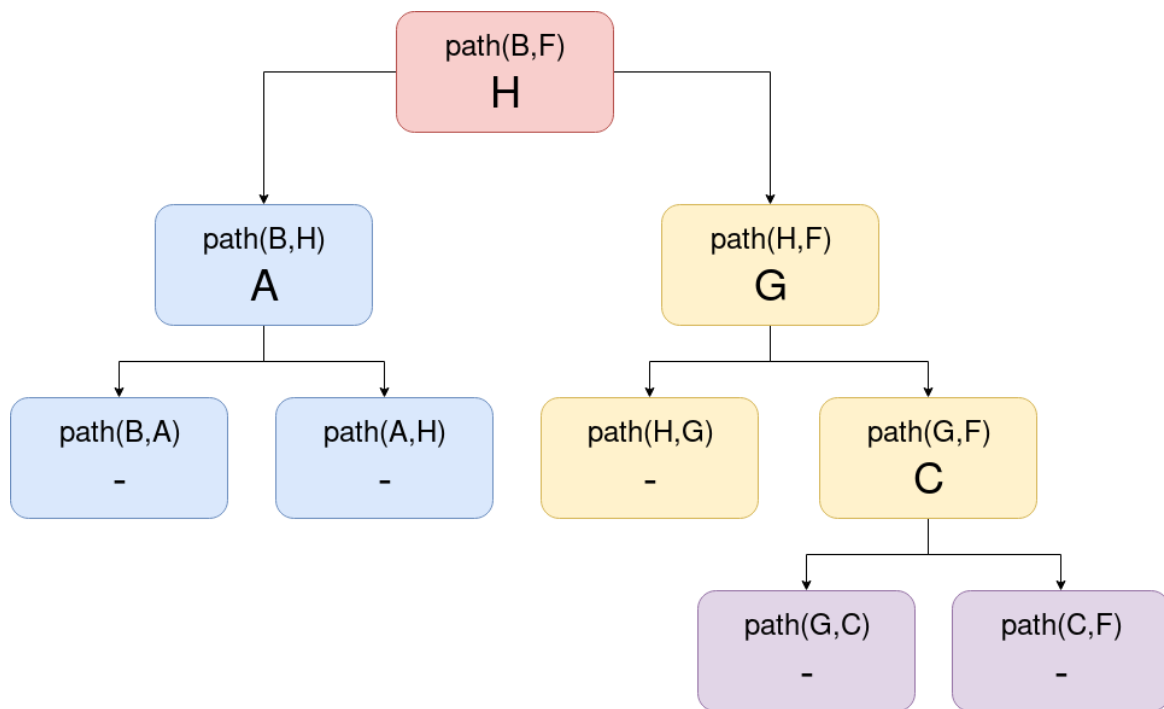 path(B,F)
H
path(B,H)
A
path(H,F)
G
path(B,A)
-
path(A,H)
-
path(H,G)
-
path(G,F)
C
path(G,C)
-
path(C,F)
-